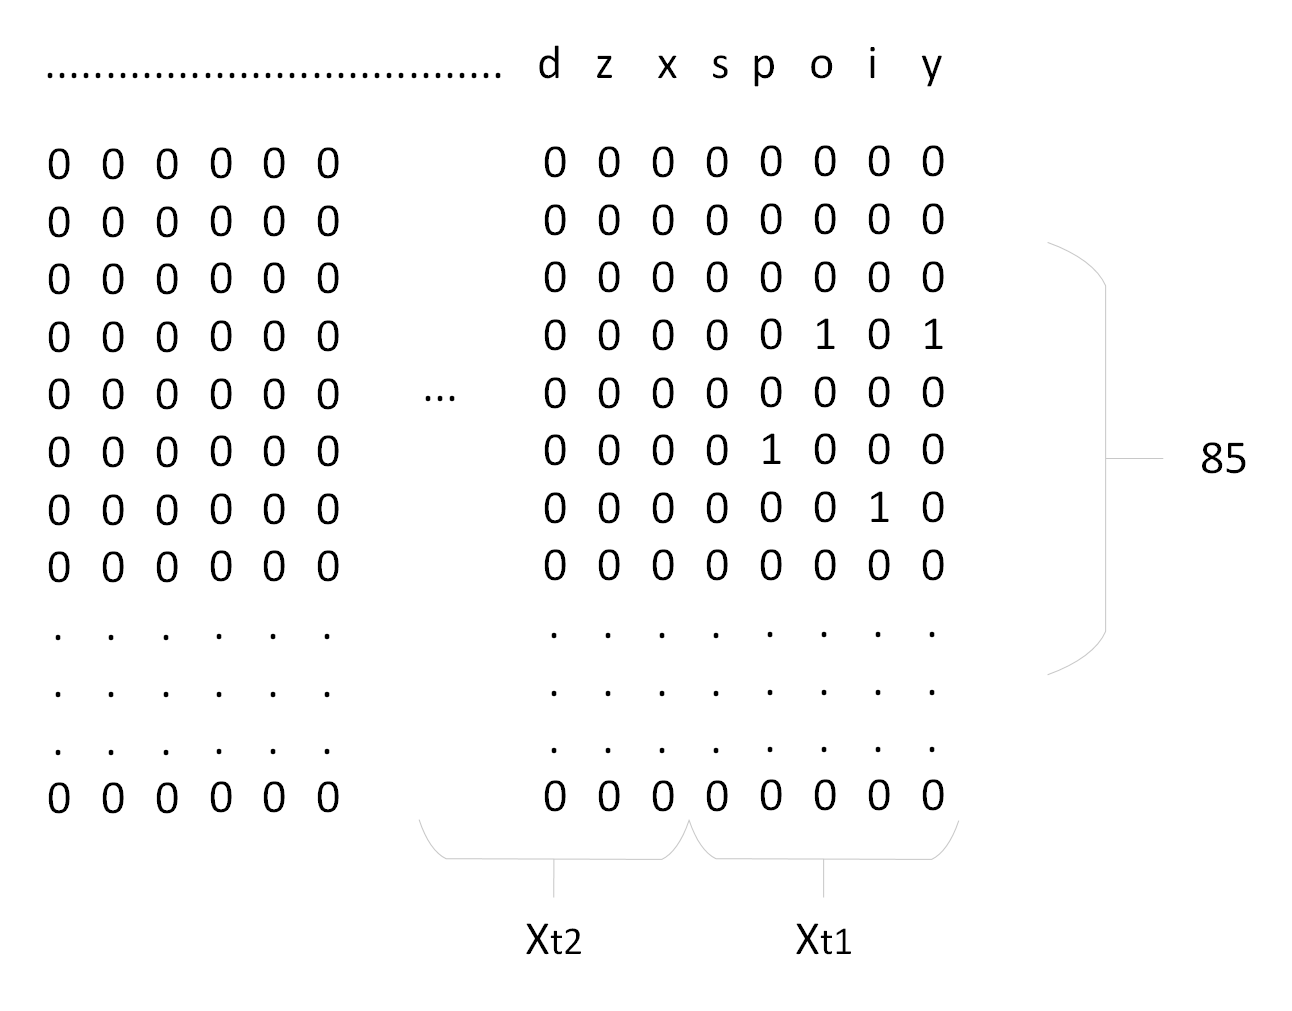 ...................................... d z x s p o i y
0 0 0 0 0 0 0 0 0 0 0 0 0 0
0 0 0 0 0 0 0 0 0 0 0 0 0 0
0 0 0 0 0 0 0 0 0 0 0 0 0 0
0 0 0 0 0 0 0 0 0 0 0 1 0 1
0 0 0 0 0 0 ... 0 0 0 0 0 0 0 0
0 0 0 0 0 0 0 0 0 0 1 0 0 0 85
0 0 0 0 0 0 0 0 0 0 0 0 1 0
0 0 0 0 0 0 0 0 0 0 0 0 0 0
. . . . . . . . . . . . . .
. . . . . . . . . . . . . .
. . . . . . . . . . . . . .
0 0 0 0 0 0 0 0 0 0 0 0 0 0
Xt2 Xt1